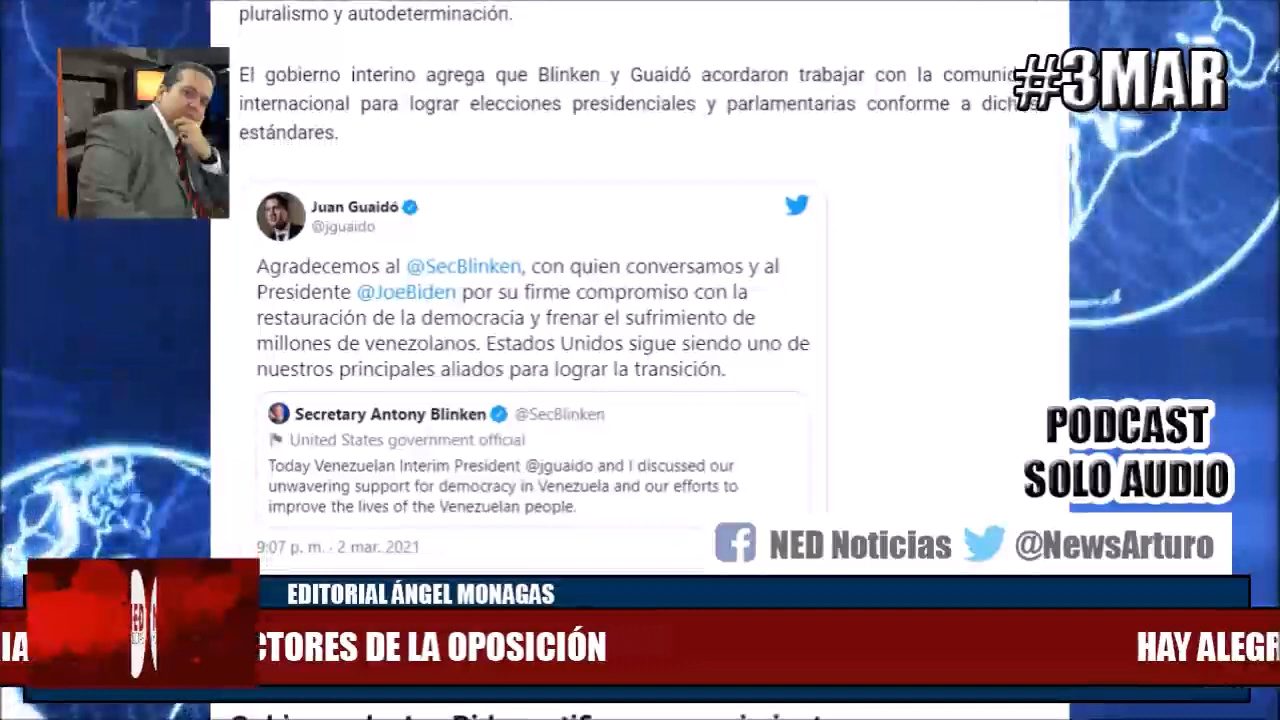 pluralismo y autodeterminación.
El gobierno interino agrega que Blinken y Guaidó acordaron trabajar con la
internacional para lograr elecciones presidenciales y parlamentarias conforme a
estándares.
#3MAR
Juan Guaidó
@jguaido
Agradecemos al @SecBlinken, con quien conversamos y al
Presidente @JoeBiden por su firme compromiso con la
restauración de la democracia y frenar el sufrimiento de
millones de venezolanos. Estados Unidos sigue siendo uno de
nuestros principales aliados para lograr la transición.
Secretary Antony Blinken @SecBlinken
United States government official
Today Venezuelan Interim President @jguaido and I discussed our
unwavering support for democracy in Venezuela and our efforts to
improve the lives of the Venezuelan people.
9:07 p. m. · 2 mar. 2021
PODCAST
SOLO AUDIO
NED Noticias @NewsArturo
EDITORIAL ÁNGEL MONAGAS
CTORES DE LA OPOSICIÓN
HAY ALEGR